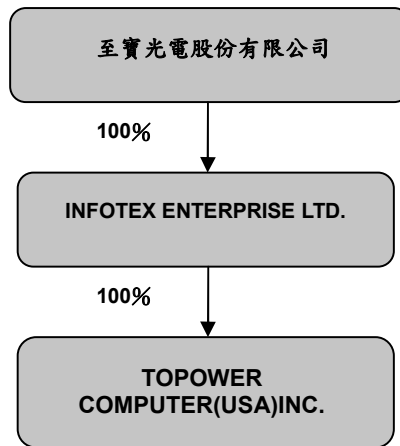 至寶光電股份有限公司
100%
INFOTEX ENTERPRISE LTD.
100%
TOPOWER
COMPUTER(USA)INC.